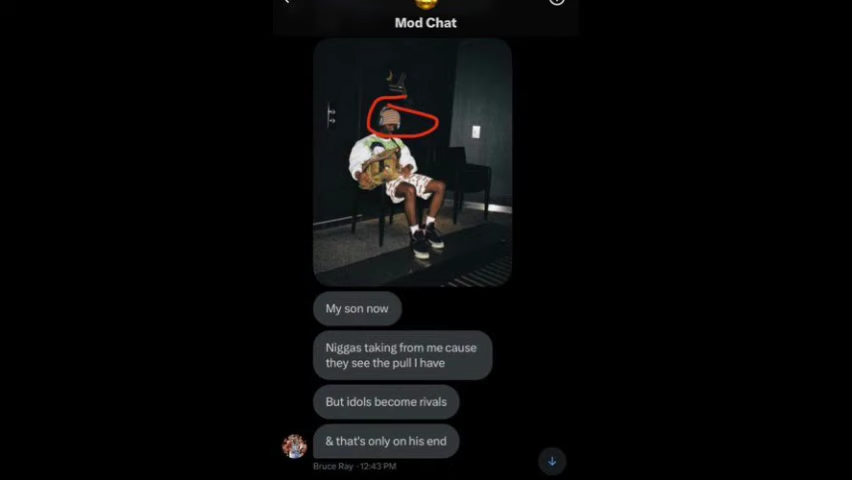 Mod Chat
My son now
Niggas taking from me cause
they see the pull I have
But idols become rivals
& that's only on his end
Bruce Ray · 12:43 PM